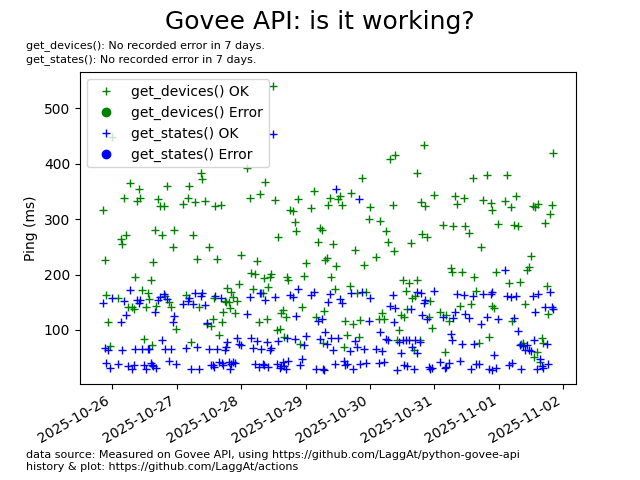 Govee API: is it working?
get_devices(): No recorded error in 7 days.
get_states(): No recorded error in 7 days.
get_devices() OK
get_devices() Error
get_states() OK
get_states() Error
Ping (ms)
500
400
300
200
100
2025-10-26
2025-10-27
2025-10-28
2025-10-29
2025-10-30
2025-10-31
2025-11-01
2025-11-02
data source: Measured on Govee API, using https://github.com/LaggAt/python-govee-api
history & plot: https://github.com/LaggAt/actions